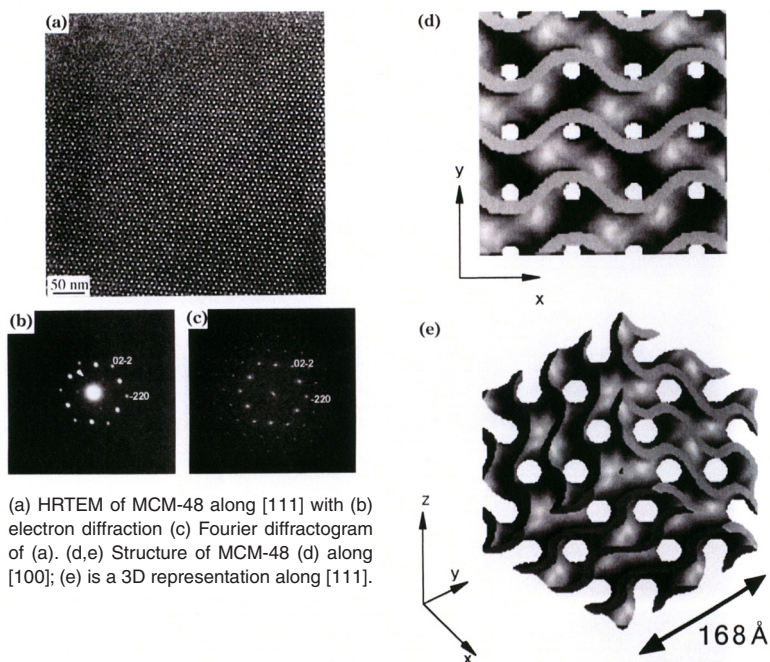 (a)
50 nm
(b)
02-2
-220
(c)
02-2
-220
(a) HRTEM of MCM-48 along [111] with (b)
electron diffraction (c) Fourier diffractogram
of (a). (d,e) Structure of MCM-48 (d) along
[100]; (e) is a 3D representation along [111].
(d)
y
x
(e)
z
y
x
168 Å